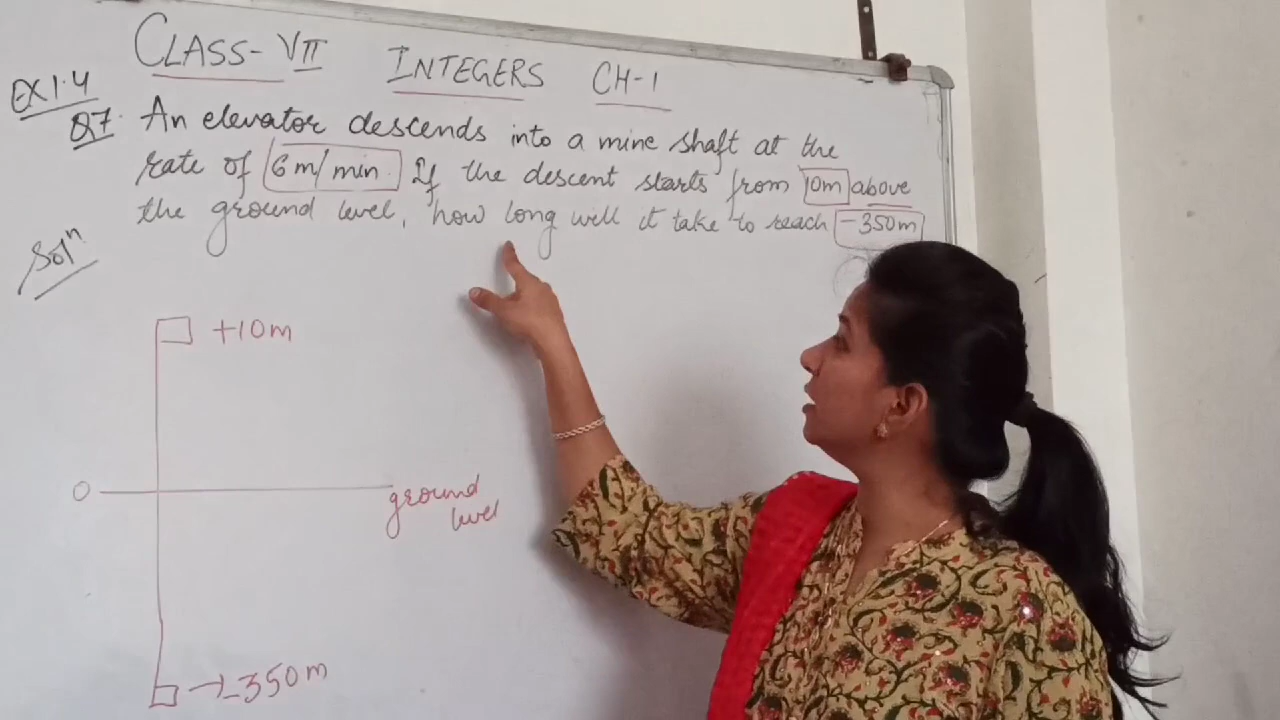 CLASS-VII INTEGERS CH-1
EX 1.4
Q7. An elevator descends into a mine shaft at the
rate of 6 m/min. If the descent starts from 10m above
the ground level, how long will it take to reach -350m
Solⁿ
+10m
0
ground
level
→-350m